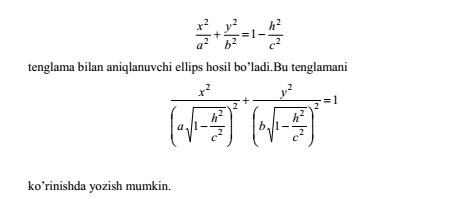 x²/a² + y²/b² = 1 − h²/c²
tenglama bilan aniqlanuvchi ellips hosil bo’ladi.Bu tenglamani
x²/(a√(1 − h²/c²))² + y²/(b√(1 − h²/c²))² = 1
ko’rinishda yozish mumkin.